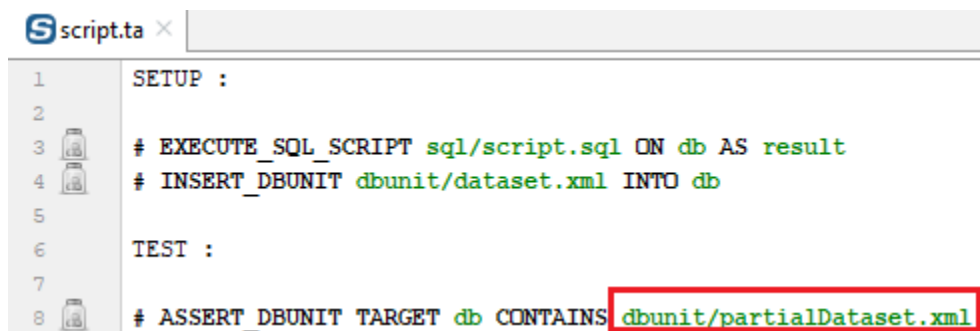 script.ta
1 SETUP :
2
3 # EXECUTE_SQL_SCRIPT sql/script.sql ON db AS result
4 # INSERT_DBUNIT dbunit/dataset.xml INTO db
5
6 TEST :
7
8 # ASSERT_DBUNIT TARGET db CONTAINS dbunit/partialDataset.xml